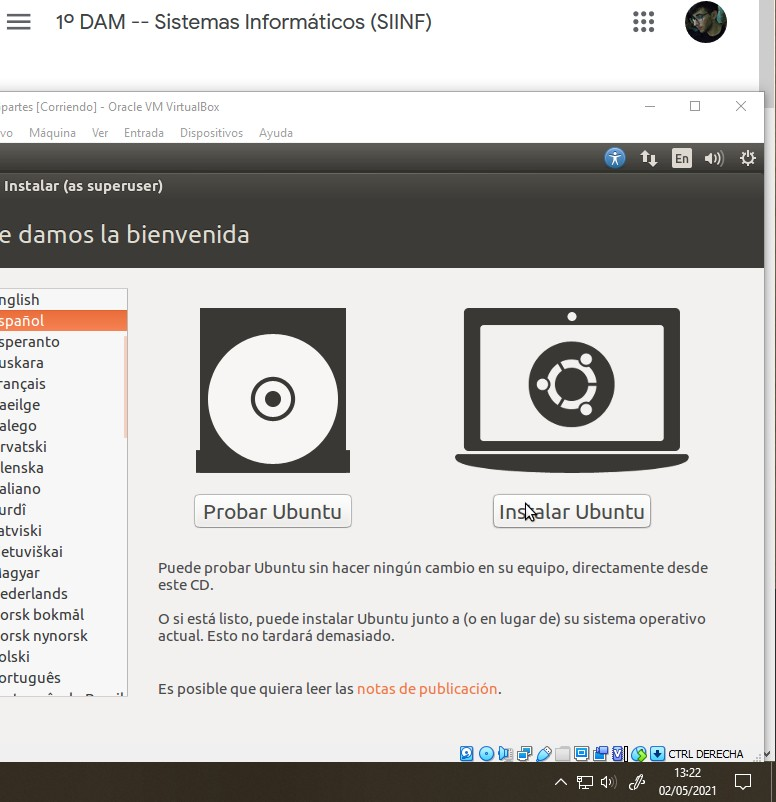 1º DAM -- Sistemas Informáticos (SIINF)
partes [Corriendo] - Oracle VM VirtualBox
vo Máquina Ver Entrada Dispositivos Ayuda
En
Instalar (as superuser)
e damos la bienvenida
nglish
spañol
speranto
uskara
rançais
aeilge
alego
rvatski
lenska
aliano
urdî
atviski
ietuviškai
agyar
ederlands
orsk bokmål
orsk nynorsk
olski
ortuguês
Probar Ubuntu
Instalar Ubuntu
Puede probar Ubuntu sin hacer ningún cambio en su equipo, directamente desde
este CD.
O si está listo, puede instalar Ubuntu junto a (o en lugar de) su sistema operativo
actual. Esto no tardará demasiado.
Es posible que quiera leer las notas de publicación.
CTRL DERECHA
13:22
02/05/2021